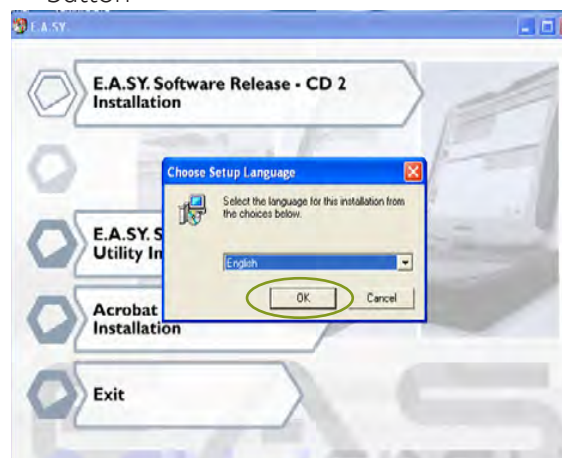 button
E.A.SY.
E.A.SY. Software Release - CD 2
Installation
Choose Setup Language
Select the language for this installation from
the choices below.
English
OK Cancel
E.A.SY. S
Utility In
Acrobat
Installation
Exit